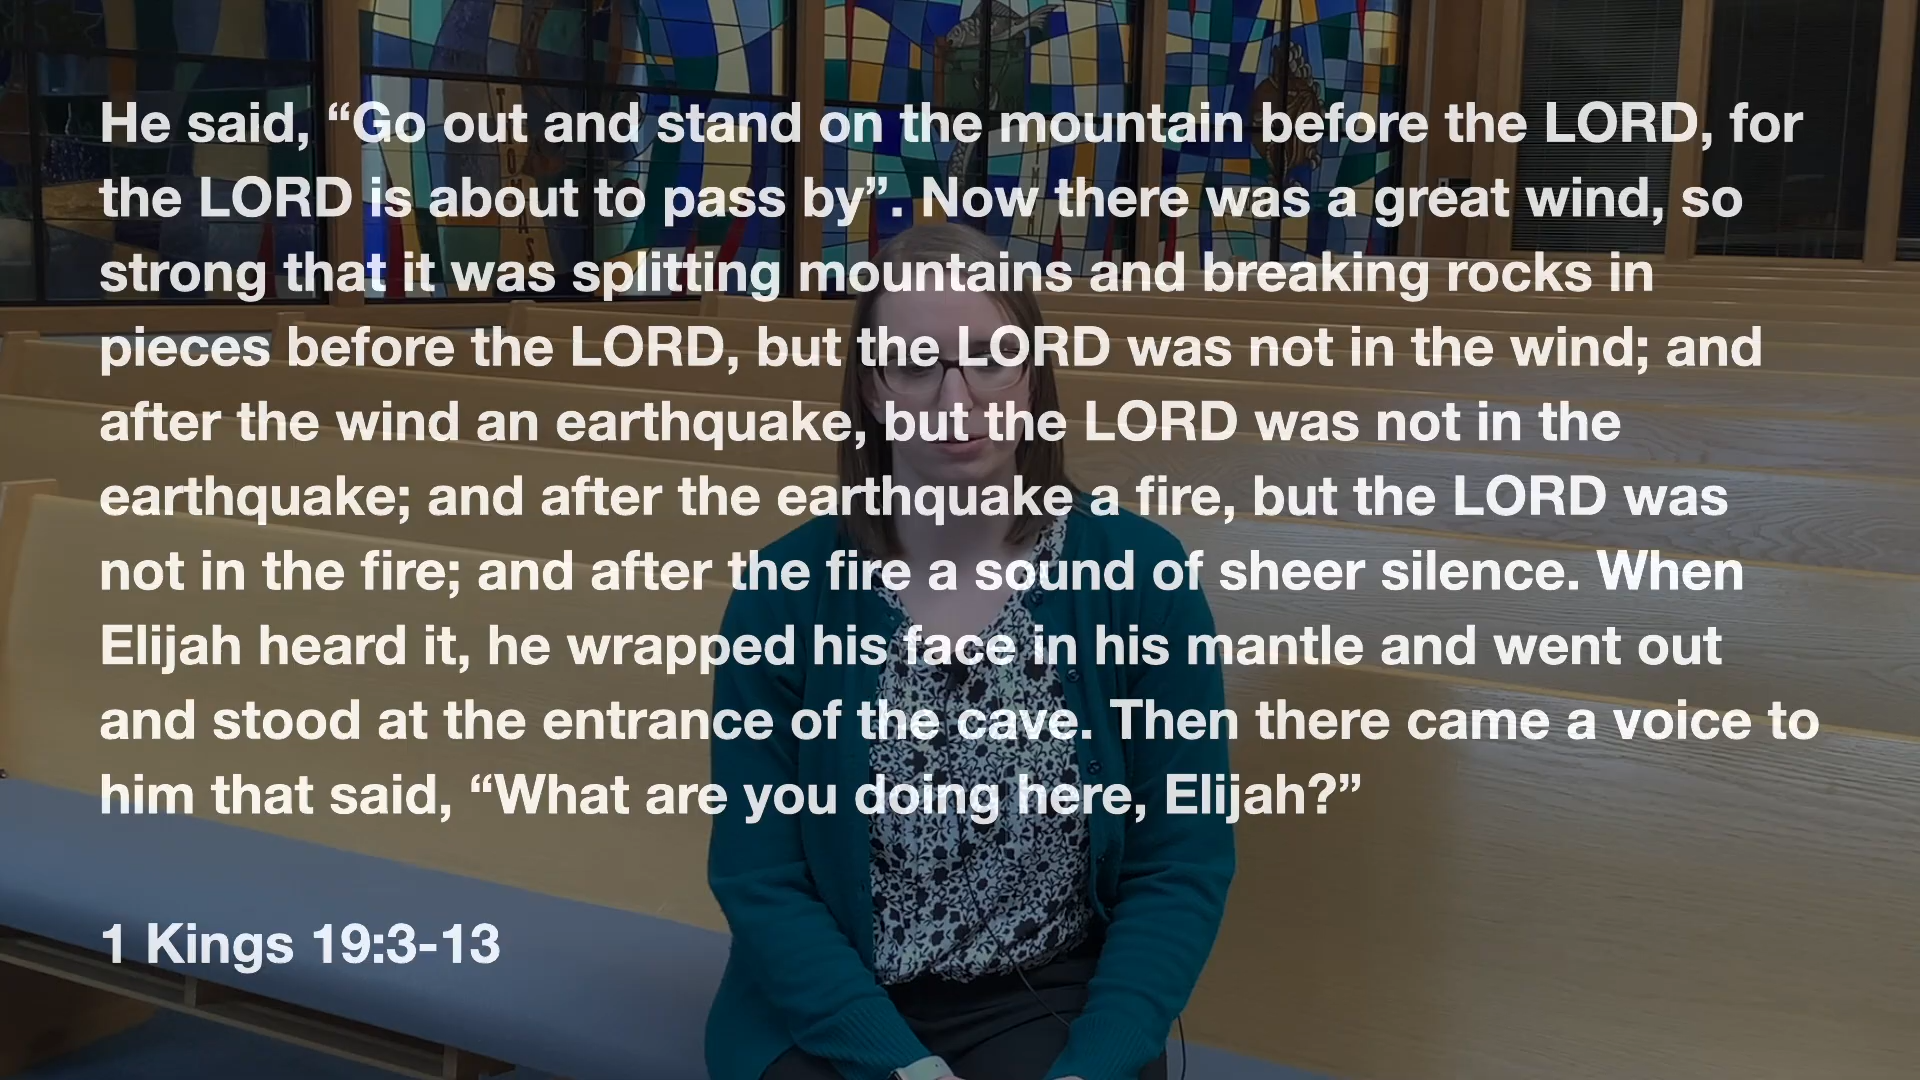 He said, “Go out and stand on the mountain before the LORD, for
the LORD is about to pass by”. Now there was a great wind, so
strong that it was splitting mountains and breaking rocks in
pieces before the LORD, but the LORD was not in the wind; and
after the wind an earthquake, but the LORD was not in the
earthquake; and after the earthquake a fire, but the LORD was
not in the fire; and after the fire a sound of sheer silence. When
Elijah heard it, he wrapped his face in his mantle and went out
and stood at the entrance of the cave. Then there came a voice to
him that said, “What are you doing here, Elijah?”
1 Kings 19:3-13